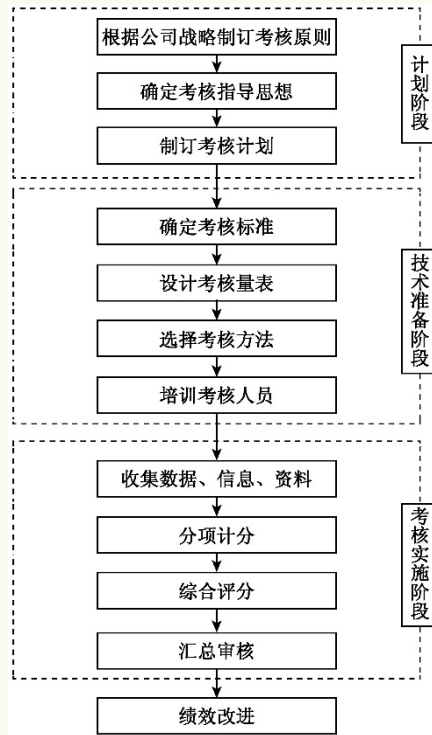 根据公司战略制订考核原则
确定考核指导思想
制订考核计划
计划阶段
确定考核标准
设计考核量表
选择考核方法
培训考核人员
技术准备阶段
收集数据、信息、资料
分项计分
综合评分
汇总审核
考核实施阶段
绩效改进